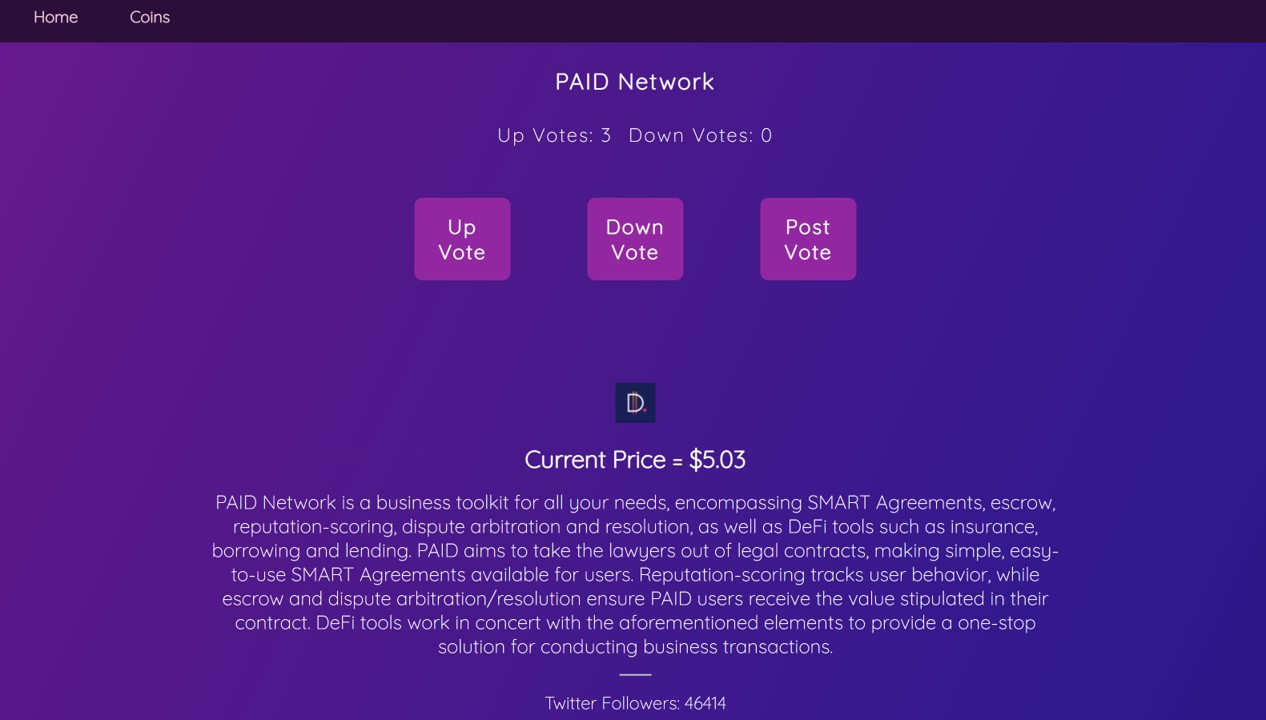 Home Coins
PAID Network
Up Votes: 3 Down Votes: 0
Up Vote
Down Vote
Post Vote
D.
Current Price = $5.03
PAID Network is a business toolkit for all your needs, encompassing SMART Agreements, escrow,
reputation-scoring, dispute arbitration and resolution, as well as DeFi tools such as insurance,
borrowing and lending. PAID aims to take the lawyers out of legal contracts, making simple, easy-
to-use SMART Agreements available for users. Reputation-scoring tracks user behavior, while
escrow and dispute arbitration/resolution ensure PAID users receive the value stipulated in their
contract. DeFi tools work in concert with the aforementioned elements to provide a one-stop
solution for conducting business transactions.
Twitter Followers: 46414